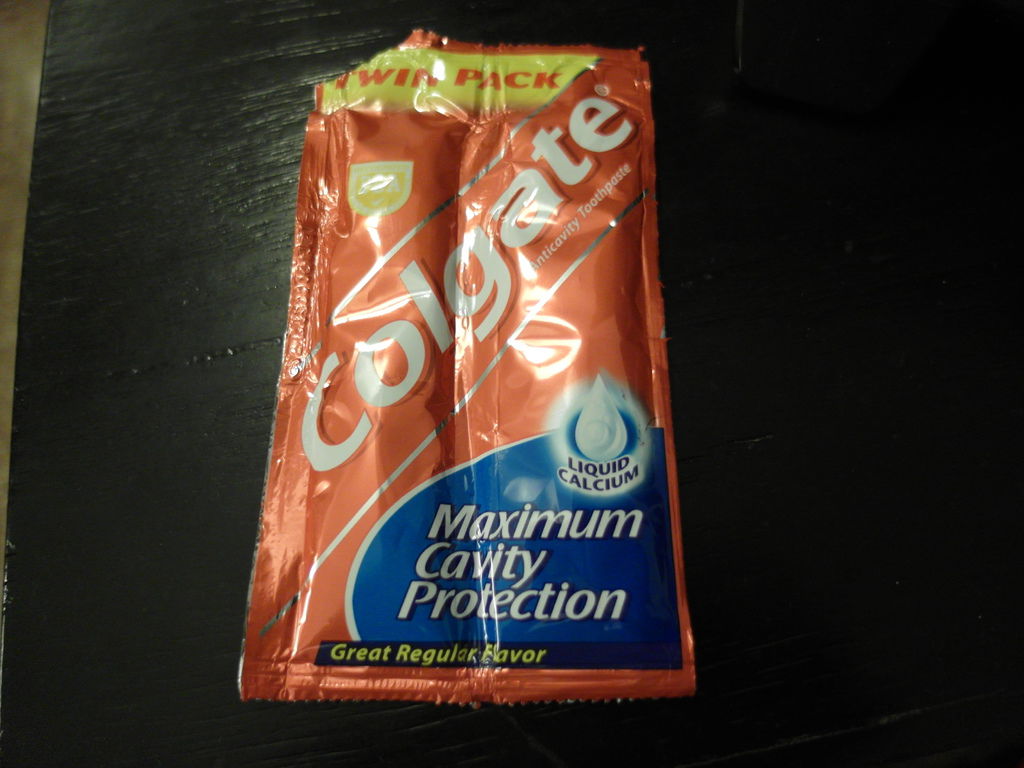 TWIN PACK
Colgate®
Anticavity Toothpaste
LIQUID
CALCIUM
Maximum
Cavity
Protection
Great Regular Flavor